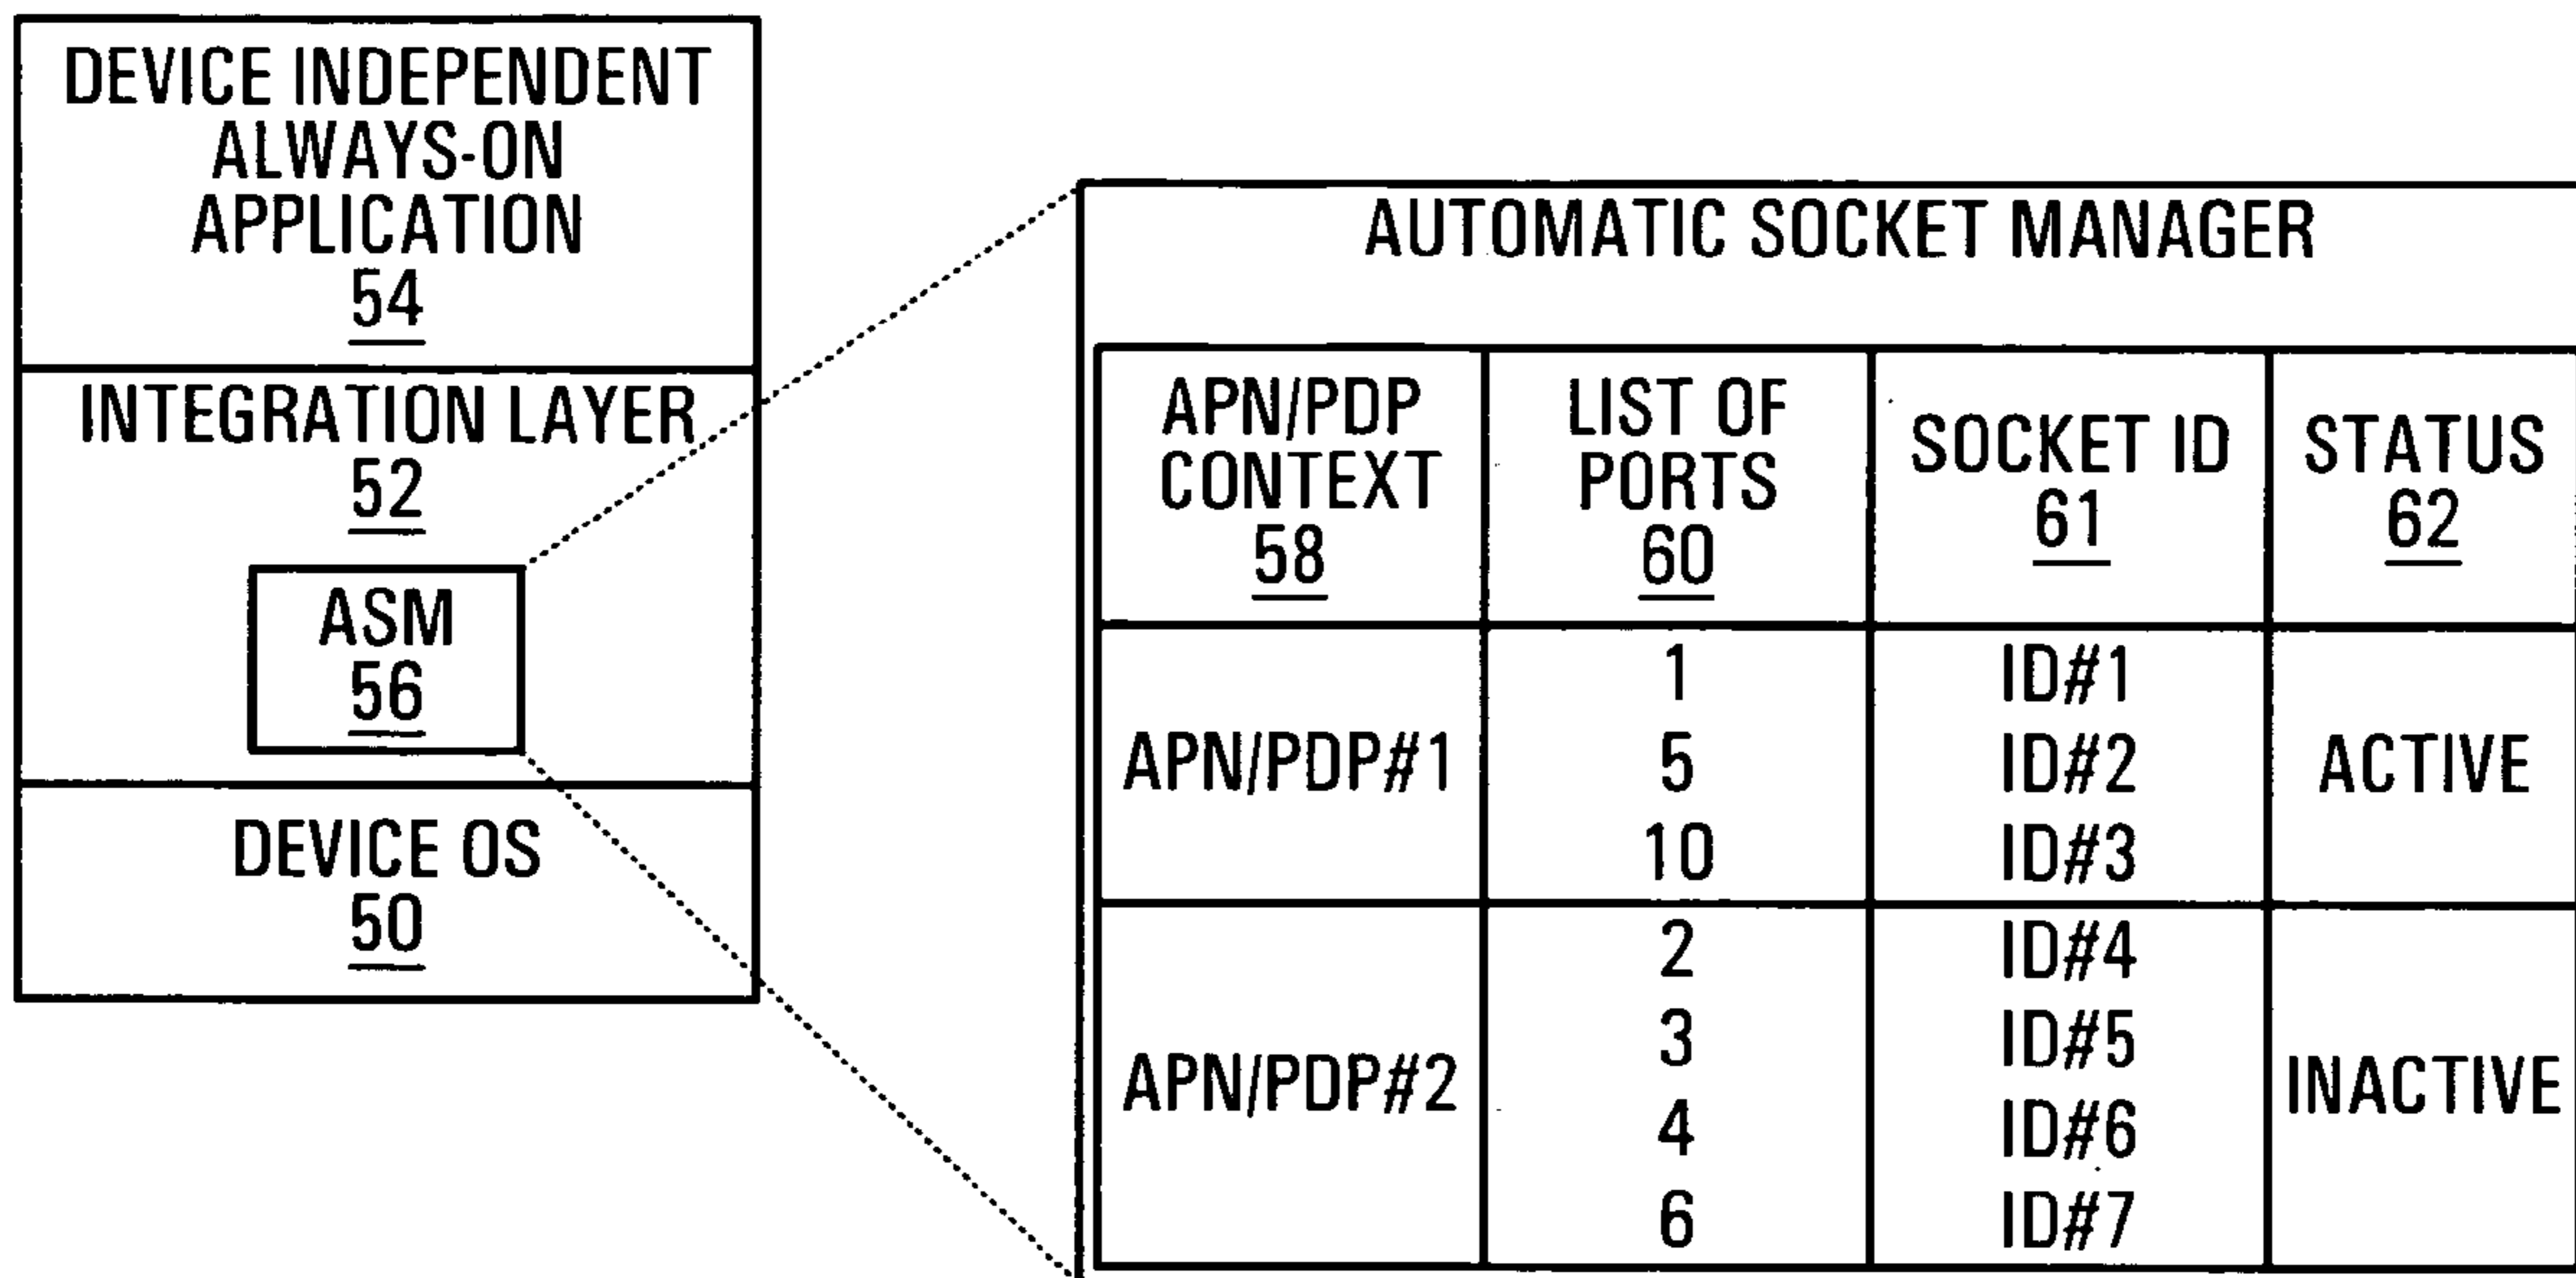 DEVICE INDEPENDENT
ALWAYS-ON
APPLICATION
54
INTEGRATION LAYER
52
ASM
56
DEVICE OS
50
AUTOMATIC SOCKET MANAGER
APN/PDP
CONTEXT
58
LIST OF
PORTS
60
SOCKET ID
61
STATUS
62
APN/PDP#1
1
5
10
ID#1
ID#2
ID#3
ACTIVE
APN/PDP#2
2
3
4
6
ID#4
ID#5
ID#6
ID#7
INACTIVE